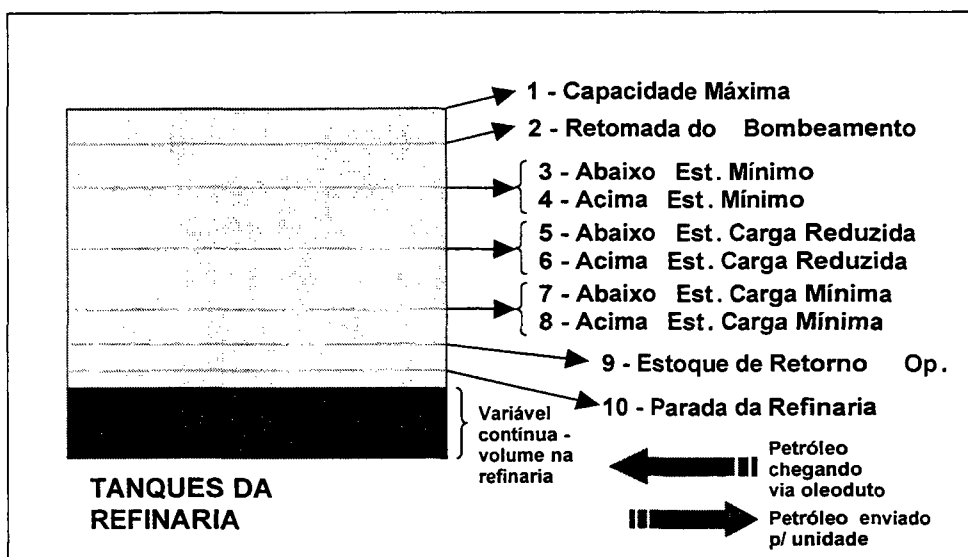 1 - Capacidade Máxima
2 - Retomada do Bombeamento
3 - Abaixo Est. Mínimo
4 - Acima Est. Mínimo
5 - Abaixo Est. Carga Reduzida
6 - Acima Est. Carga Reduzida
7 - Abaixo Est. Carga Mínima
8 - Acima Est. Carga Mínima
9 - Estoque de Retorno Op.
10 - Parada da Refinaria
Variável
contínua -
volume na
refinaria
TANQUES DA
REFINARIA
Petróleo
chegando
via oleoduto
Petróleo enviado
p/ unidade